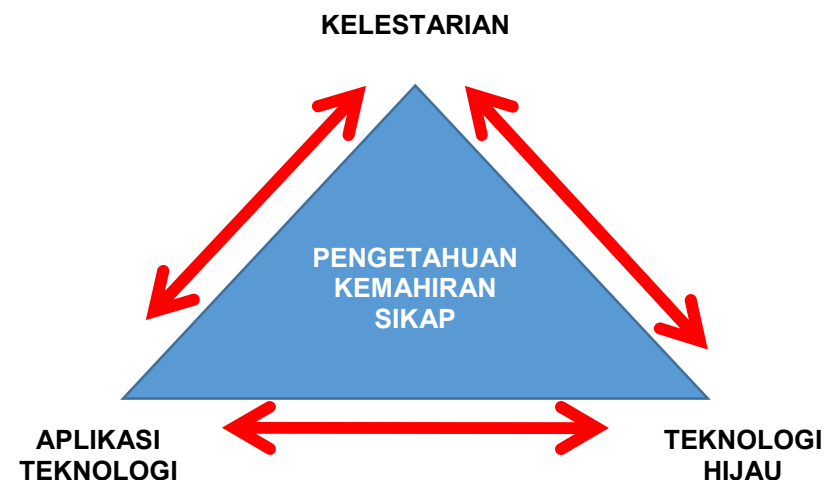 KELESTARIAN
PENGETAHUAN
KEMAHIRAN
SIKAP
APLIKASI
TEKNOLOGI
TEKNOLOGI
HIJAU